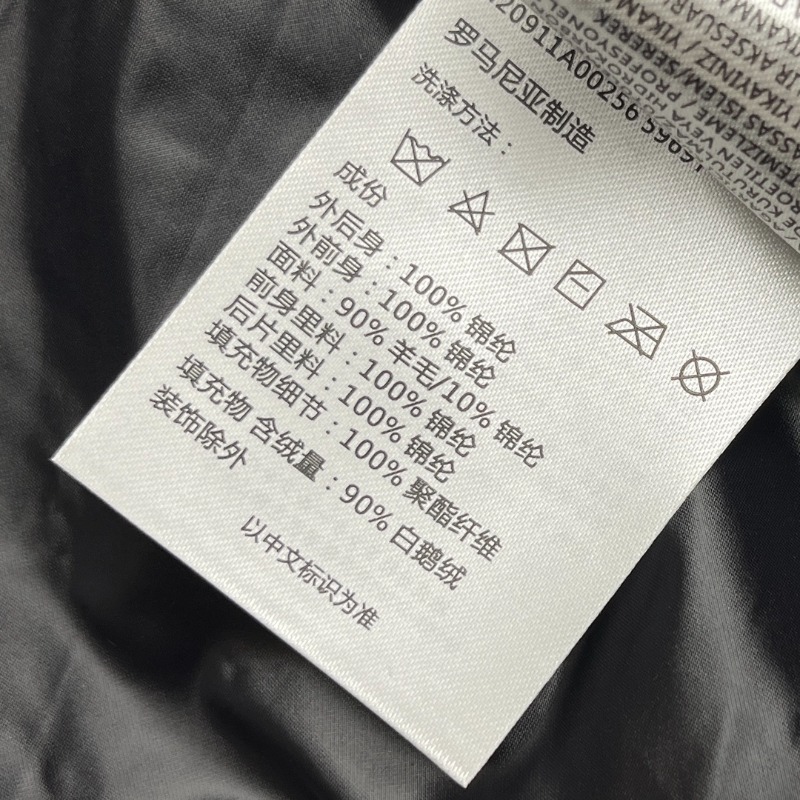 20911A00256 59691
罗马尼亚制造
洗涤方法：
成份
外后身：100% 锦纶
外前身：100% 锦纶
面料：90% 羊毛/10% 锦纶
前身里料：100% 锦纶
后片里料：100% 锦纶
填充物细节：100% 聚酯纤维
填充物 含绒量：90% 白鹅绒
装饰除外
以中文标识为准